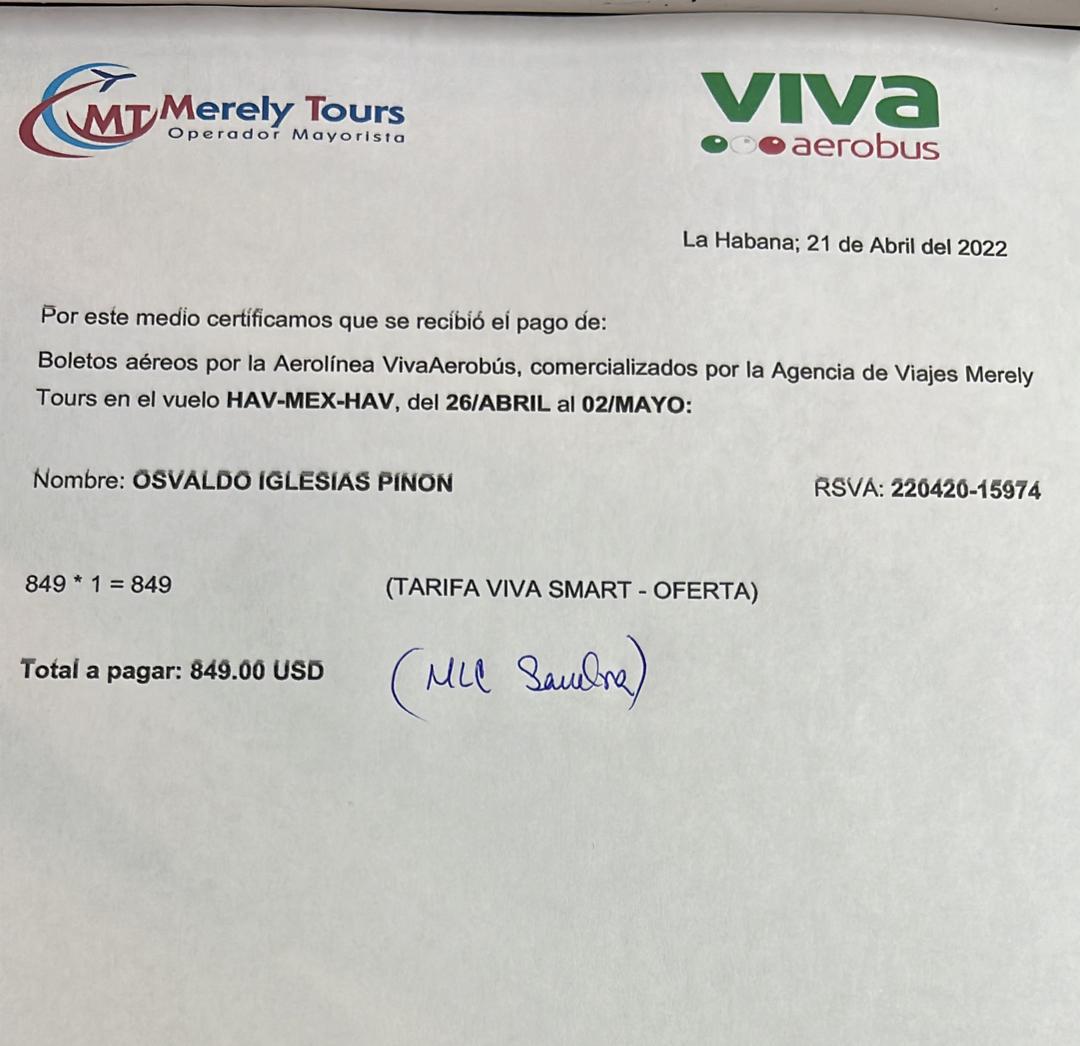 MT Merely Tours
Operador Mayorista
VIVA
aerobus
La Habana; 21 de Abril del 2022
Por este medio certificamos que se recibió el pago de:
Boletos aéreos por la Aerolínea VivaAerobús, comercializados por la Agencia de Viajes Merely
Tours en el vuelo HAV-MEX-HAV, del 26/ABRIL al 02/MAYO:
Nombre: OSVALDO IGLESIAS PINON RSVA: 220420-15974
849 * 1 = 849 (TARIFA VIVA SMART - OFERTA)
Total a pagar: 849.00 USD (MLC Sandra)